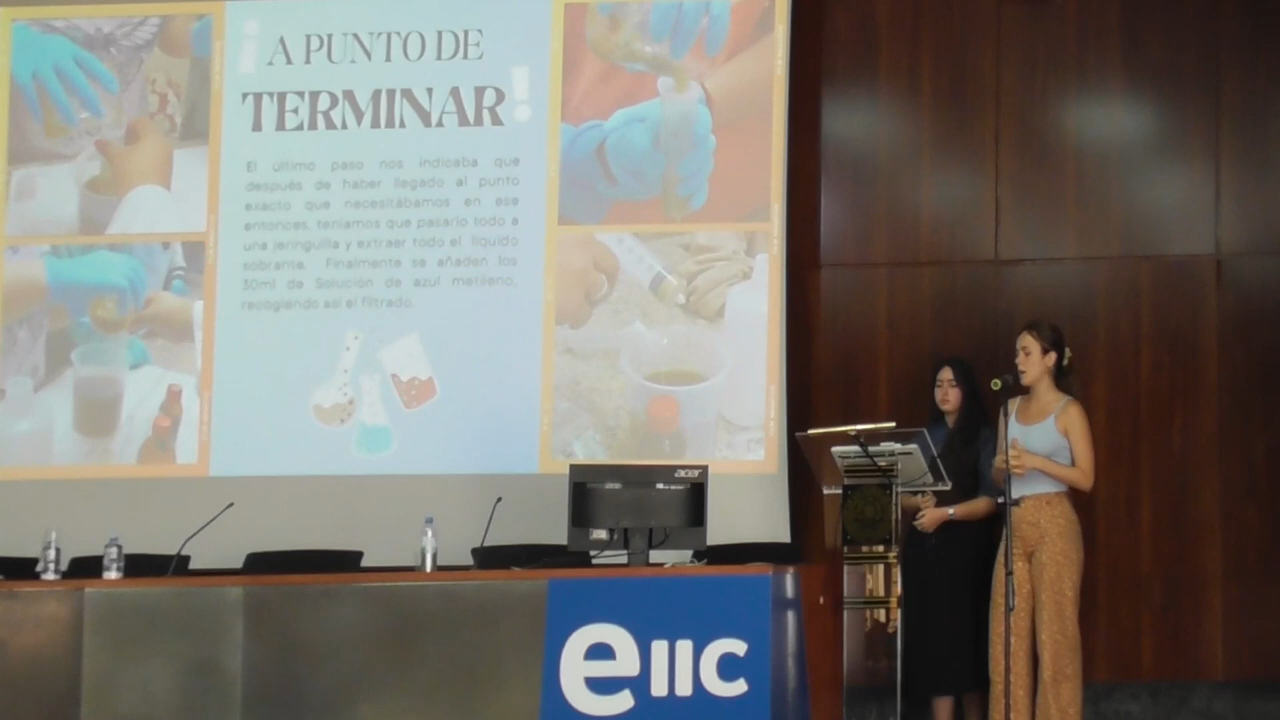 ¡A PUNTO DE
TERMINAR!
El último paso nos indicaba que
después de haber llegado al punto
exacto que necesitábamos en ese
entonces, teníamos que pasarlo todo a
una jeringuilla y extraer todo el líquido
sobrante. Finalmente se añaden los
30ml de Solución de azul metileno,
recogiendo así el filtrado.
acer
eiic